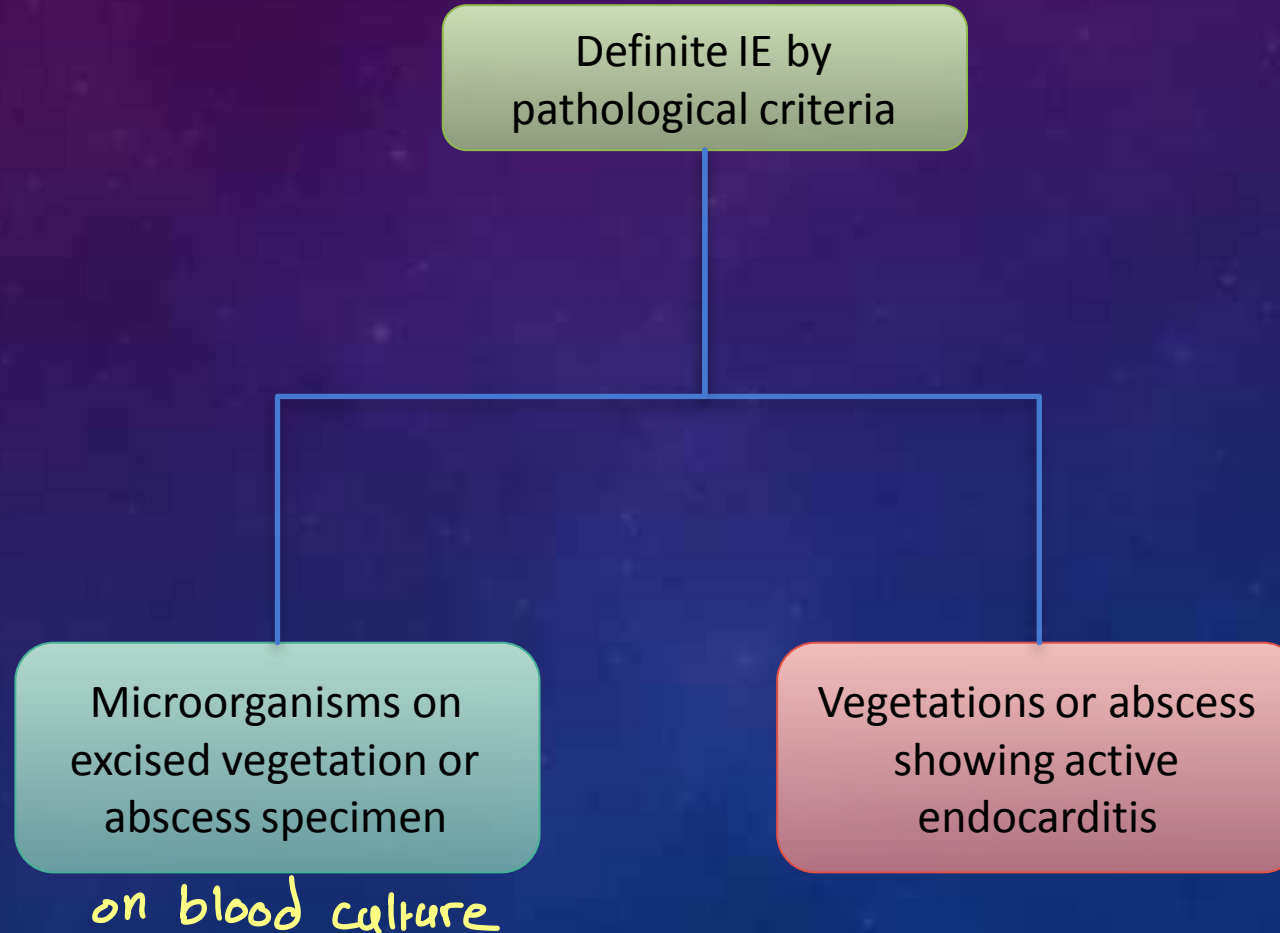 Definite IE by
pathological criteria
Microorganisms on
excised vegetation or
abscess specimen
on blood culture
Vegetations or abscess
showing active
endocarditis